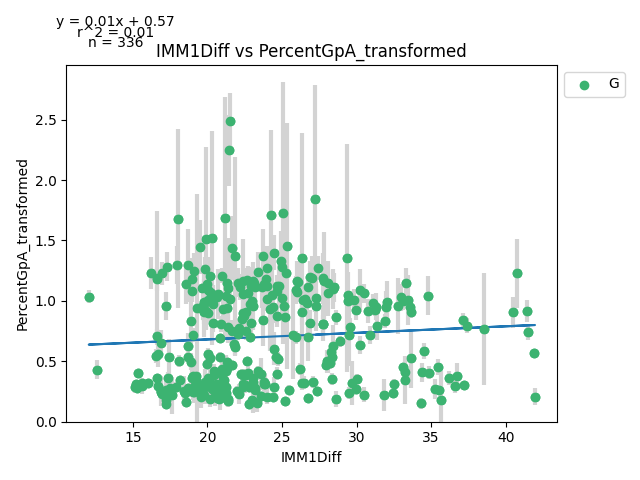 y = 0.01x + 0.57
r^2 = 0.01
n = 336
IMM1Diff vs PercentGpA_transformed
G
PercentGpA_transformed
2.5
2.0
1.5
1.0
0.5
0.0
15 20 25 30 35 40
IMM1Diff